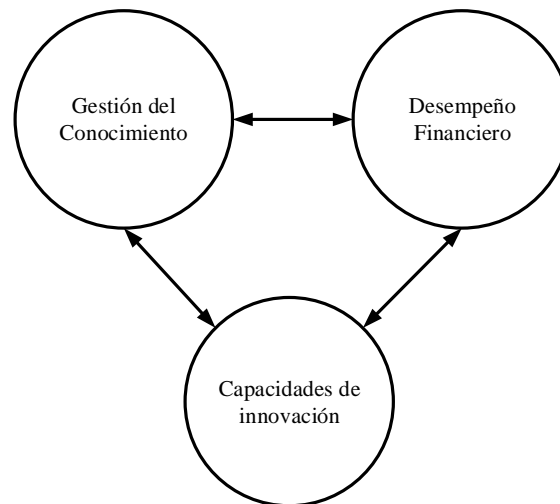 Gestión del
Conocimiento
Desempeño
Financiero
Capacidades de
innovación